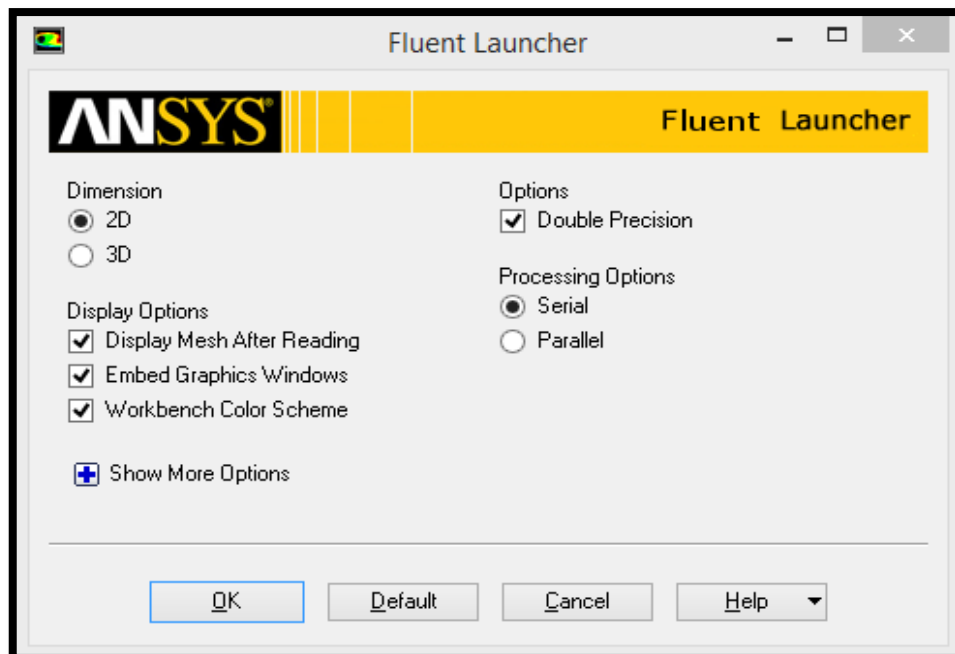 Fluent Launcher
ANSYS®
Fluent Launcher
Dimension
2D
3D
Display Options
Display Mesh After Reading
Embed Graphics Windows
Workbench Color Scheme
Show More Options
Options
Double Precision
Processing Options
Serial
Parallel
OK
Default
Cancel
Help